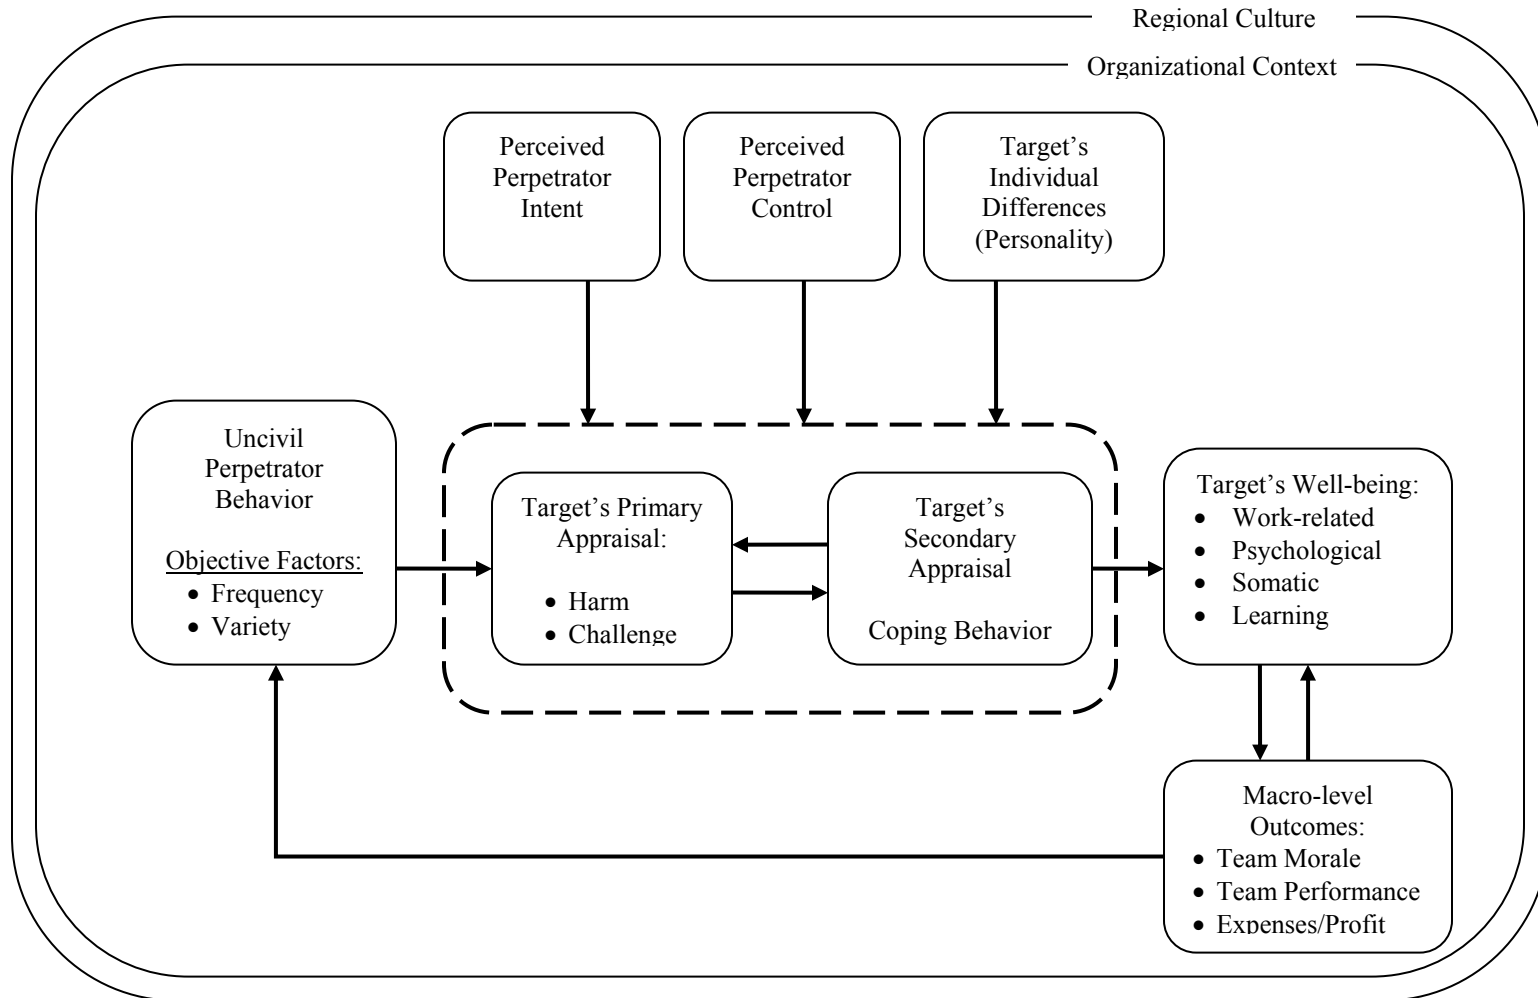 Regional Culture
Organizational Context
Perceived
Perpetrator
Intent
Perceived
Perpetrator
Control
Target’s
Individual
Differences
(Personality)
Uncivil
Perpetrator
Behavior
Objective Factors:
• Frequency
• Variety
Target’s Primary
Appraisal:
• Harm
• Challenge
Target’s
Secondary
Appraisal
Coping Behavior
Target’s Well-being:
• Work-related
• Psychological
• Somatic
• Learning
Macro-level
Outcomes:
• Team Morale
• Team Performance
• Expenses/Profit